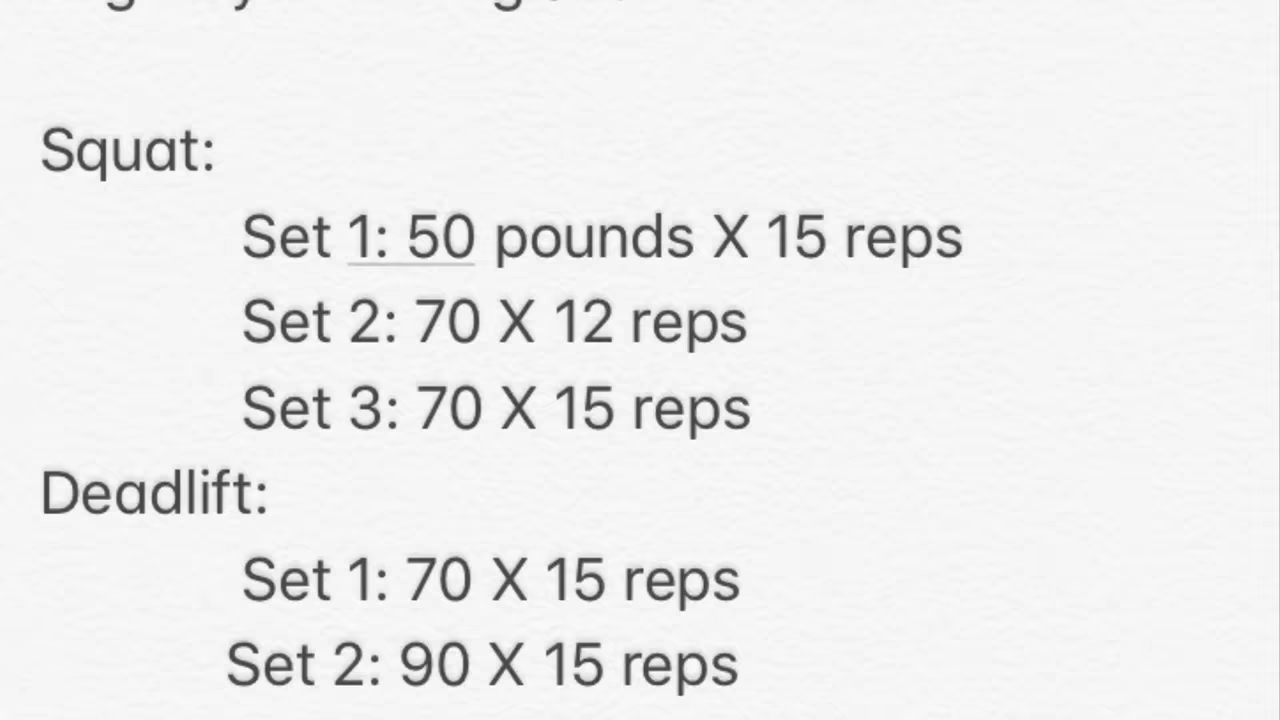 Squat:
Set 1: 50 pounds X 15 reps
Set 2: 70 X 12 reps
Set 3: 70 X 15 reps
Deadlift:
Set 1: 70 X 15 reps
Set 2: 90 X 15 reps